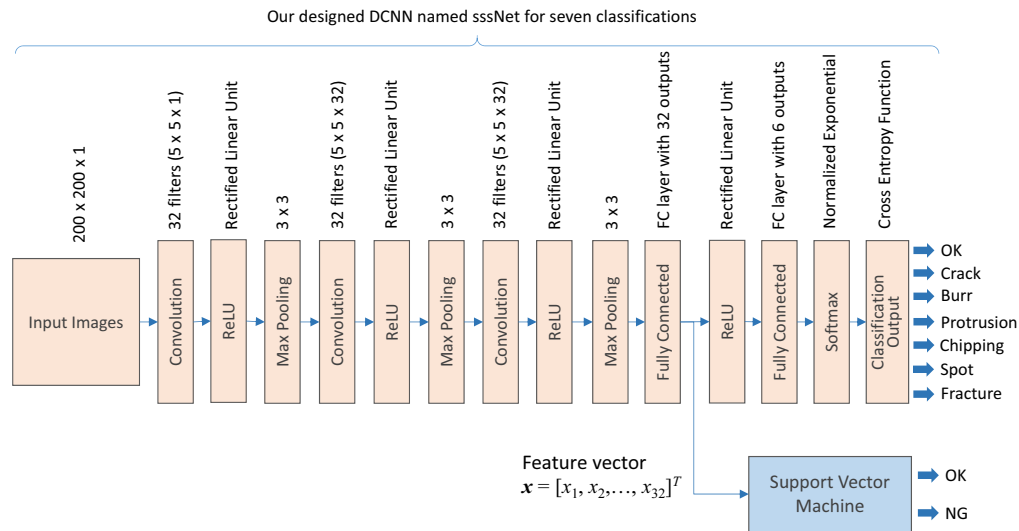 Our designed DCNN named sssNet for seven classifications
200 x 200 x 1
32 filters (5 x 5 x 1)
Rectified Linear Unit
3 x 3
32 filters (5 x 5 x 32)
Rectified Linear Unit
3 x 3
32 filters (5 x 5 x 32)
Rectified Linear Unit
3 x 3
FC layer with 32 outputs
Rectified Linear Unit
FC layer with 6 outputs
Normalized Exponential
Cross Entropy Function
Input Images
Convolution
ReLU
Max Pooling
Convolution
ReLU
Max Pooling
Convolution
ReLU
Max Pooling
Fully Connected
ReLU
Fully Connected
Softmax
Classification
Output
OK
Crack
Burr
Protrusion
Chipping
Spot
Fracture
Feature vector
x = [x1, x2,…, x32]T
Support Vector
Machine
OK
NG